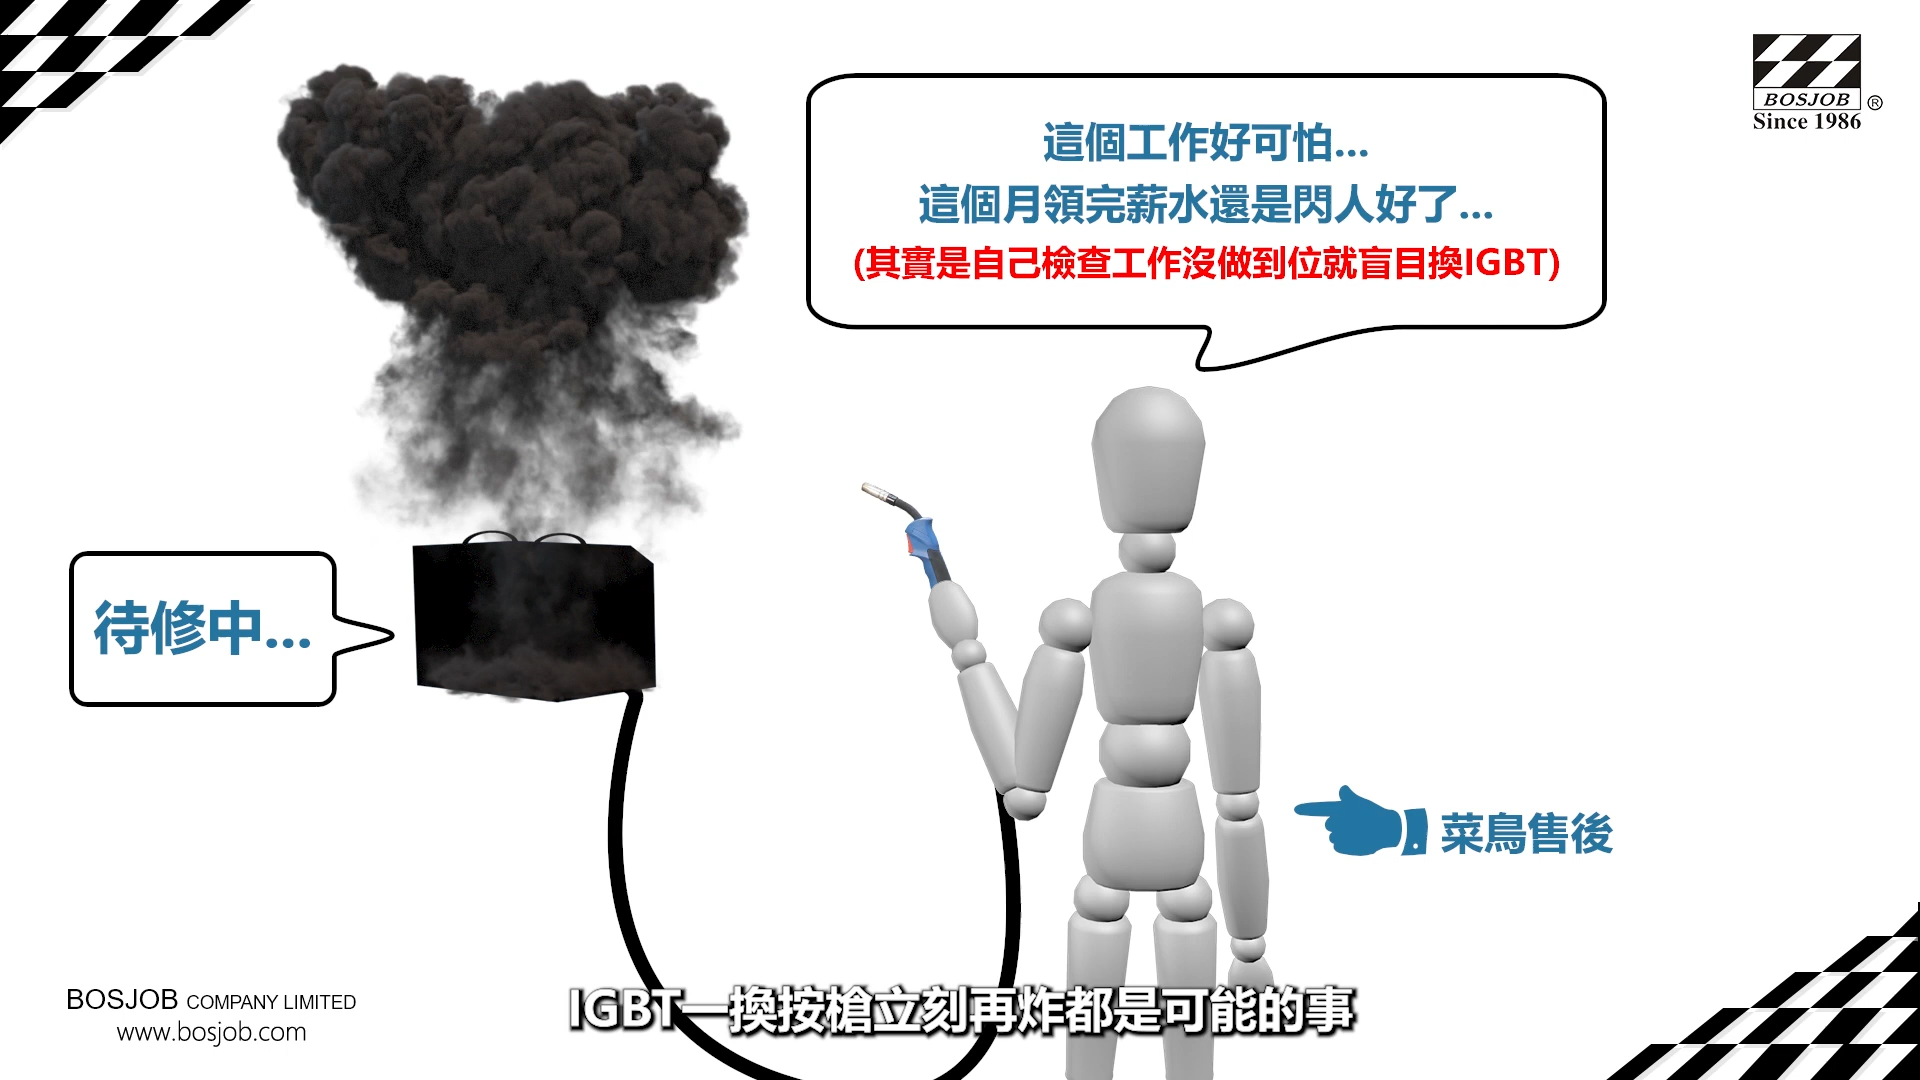 BOSJOB ®
Since 1986
這個工作好可怕...
這個月領完薪水還是閃人好了...
(其實是自己檢查工作沒做到位就盲目換IGBT)
待修中...
菜鳥售後
IGBT一換按槍立刻再炸都是可能的事
BOSJOB COMPANY LIMITED
www.bosjob.com